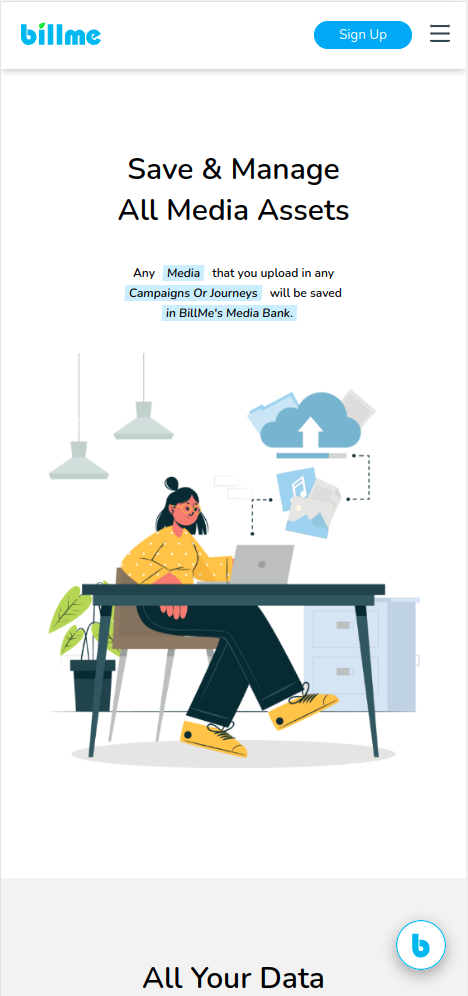 billme
Sign Up
Save & Manage
All Media Assets
Any Media that you upload in any
Campaigns Or Journeys will be saved
in BillMe's Media Bank.
b
All Your Data